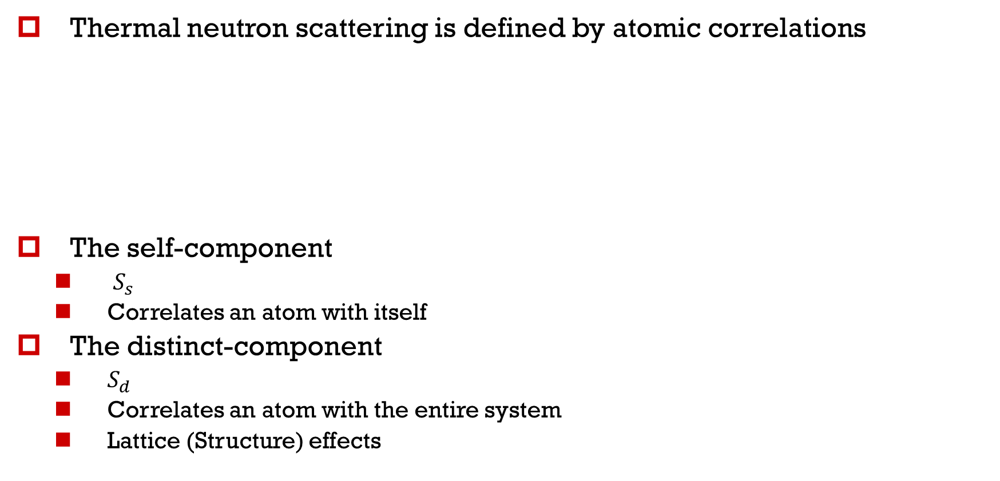 Thermal neutron scattering is defined by atomic correlations
The self-component
S_s
Correlates an atom with itself
The distinct-component
S_d
Correlates an atom with the entire system
Lattice (Structure) effects